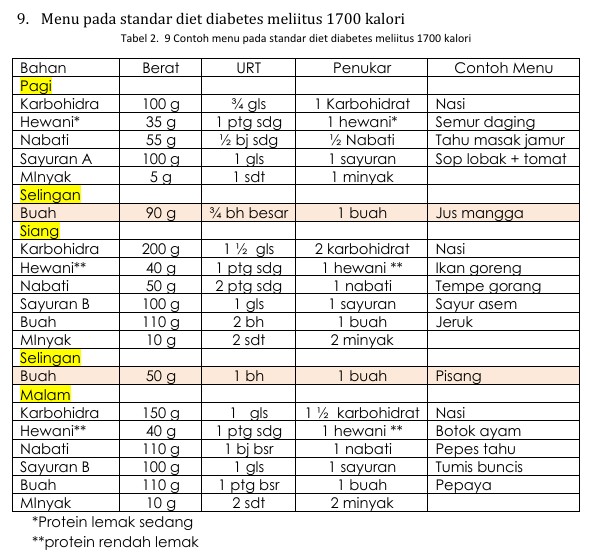 9. Menu pada standar diet diabetes meliitus 1700 kalori
Tabel 2. 9 Contoh menu pada standar diet diabetes meliitus 1700 kalori
Bahan Berat URT Penukar Contoh Menu
Pagi
Karbohidra 100 g ¾ gls 1 Karbohidrat Nasi
Hewani* 35 g 1 ptg sdg 1 hewani* Semur daging
Nabati 55 g ½ bj sdg ½ Nabati Tahu masak jamur
Sayuran A 100 g 1 gls 1 sayuran Sop lobak + tomat
MInyak 5 g 1 sdt 1 minyak
Selingan
Buah 90 g ¾ bh besar 1 buah Jus mangga
Siang
Karbohidra 200 g 1 ½ gls 2 karbohidrat Nasi
Hewani** 40 g 1 ptg sdg 1 hewani ** Ikan goreng
Nabati 50 g 2 ptg sdg 1 nabati Tempe gorang
Sayuran B 100 g 1 gls 1 sayuran Sayur asem
Buah 110 g 2 bh 1 buah Jeruk
MInyak 10 g 2 sdt 2 minyak
Selingan
Buah 50 g 1 bh 1 buah Pisang
Malam
Karbohidra 150 g 1 gls 1 ½ karbohidrat Nasi
Hewani** 40 g 1 ptg sdg 1 hewani ** Botok ayam
Nabati 110 g 1 bj bsr 1 nabati Pepes tahu
Sayuran B 100 g 1 gls 1 sayuran Tumis buncis
Buah 110 g 1 ptg bsr 1 buah Pepaya
MInyak 10 g 2 sdt 2 minyak
*Protein lemak sedang
**protein rendah lemak